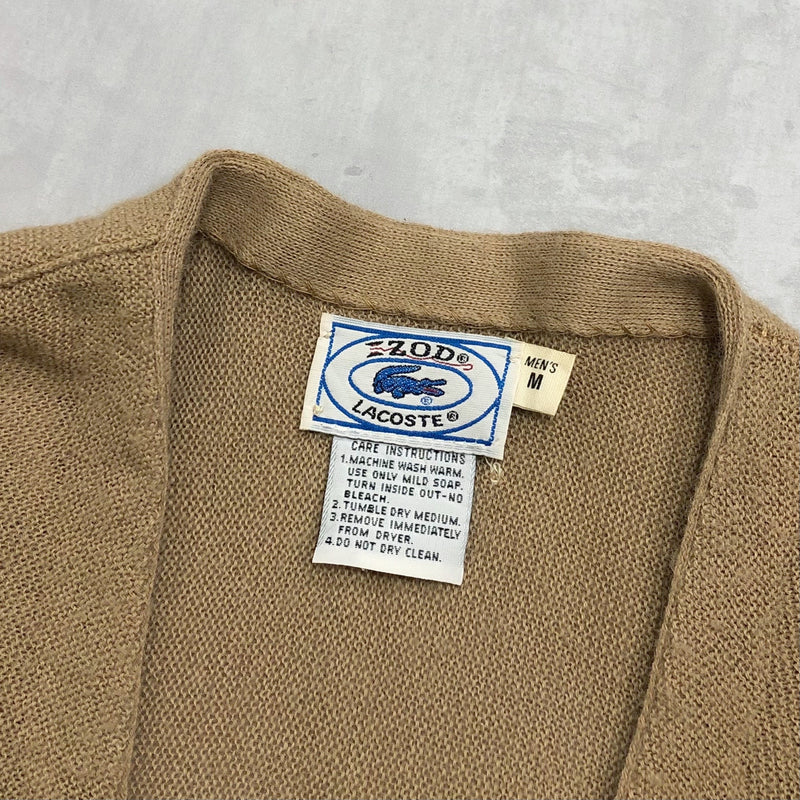 IZOD®
®
LACOSTE®
MEN'S
M
CARE INSTRUCTIONS
1.MACHINE WASH WARM.
USE ONLY MILD SOAP.
TURN INSIDE OUT-NO
BLEACH.
2.TUMBLE DRY MEDIUM.
3.REMOVE IMMEDIATELY
FROM DRYER.
4.DO NOT DRY CLEAN.